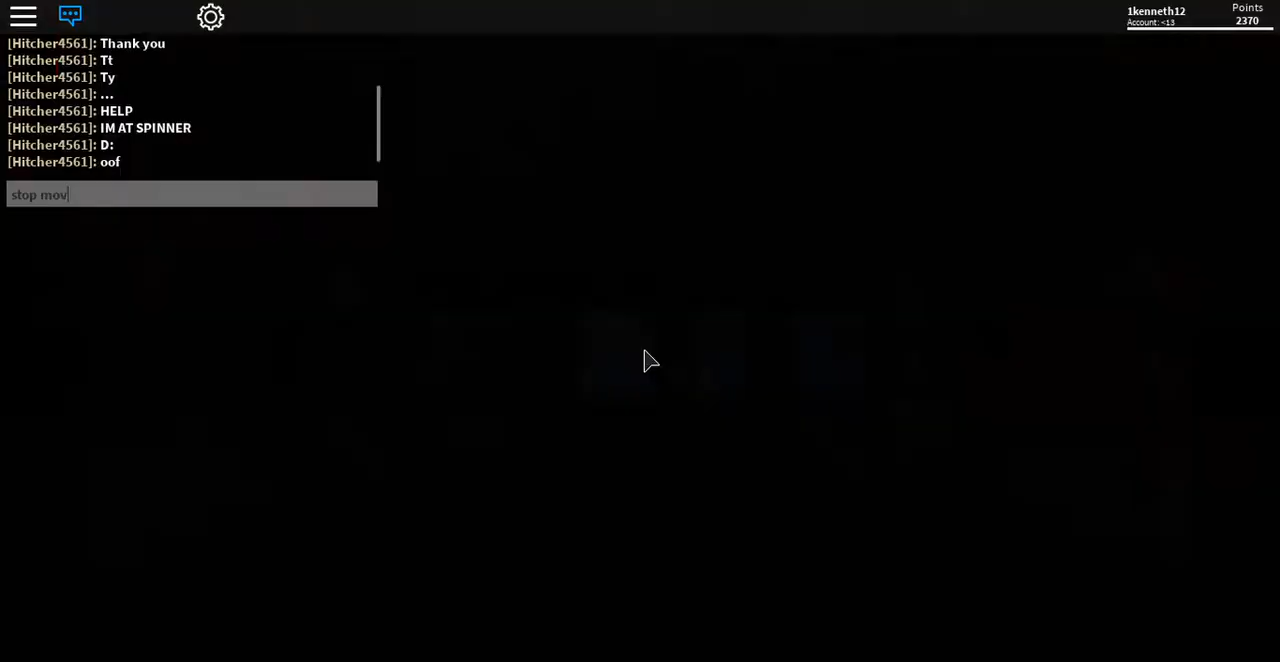 1kenneth12
Account: <13
Points
2370
[Hitcher4561]: Thank you
[Hitcher4561]: Tt
[Hitcher4561]: Ty
[Hitcher4561]: ...
[Hitcher4561]: HELP
[Hitcher4561]: IM AT SPINNER
[Hitcher4561]: D:
[Hitcher4561]: oof
stop mov